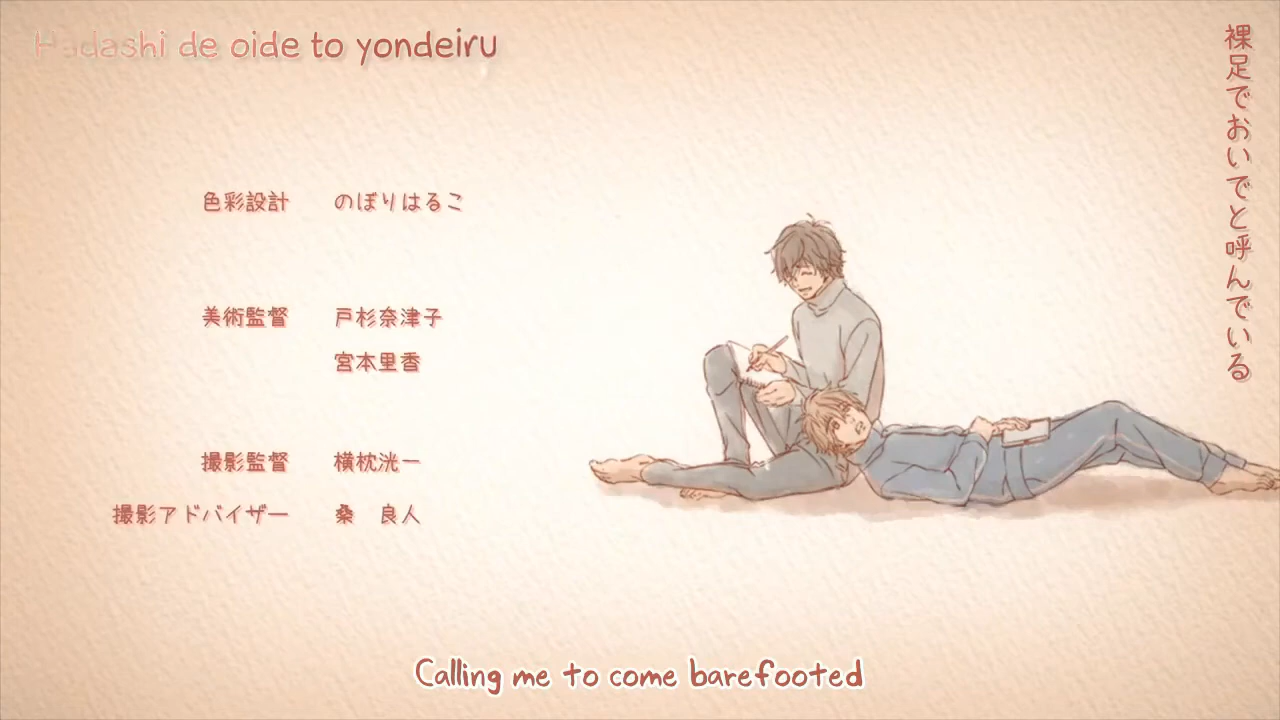 Hadashi de oide to yondeiru
裸足でおいでと呼んでいる
色彩設計 のぼりはるこ
美術監督 戸杉奈津子
宮本里香
撮影監督 横枕洸一
撮影アドバイザー 桑 良人
Calling me to come barefooted